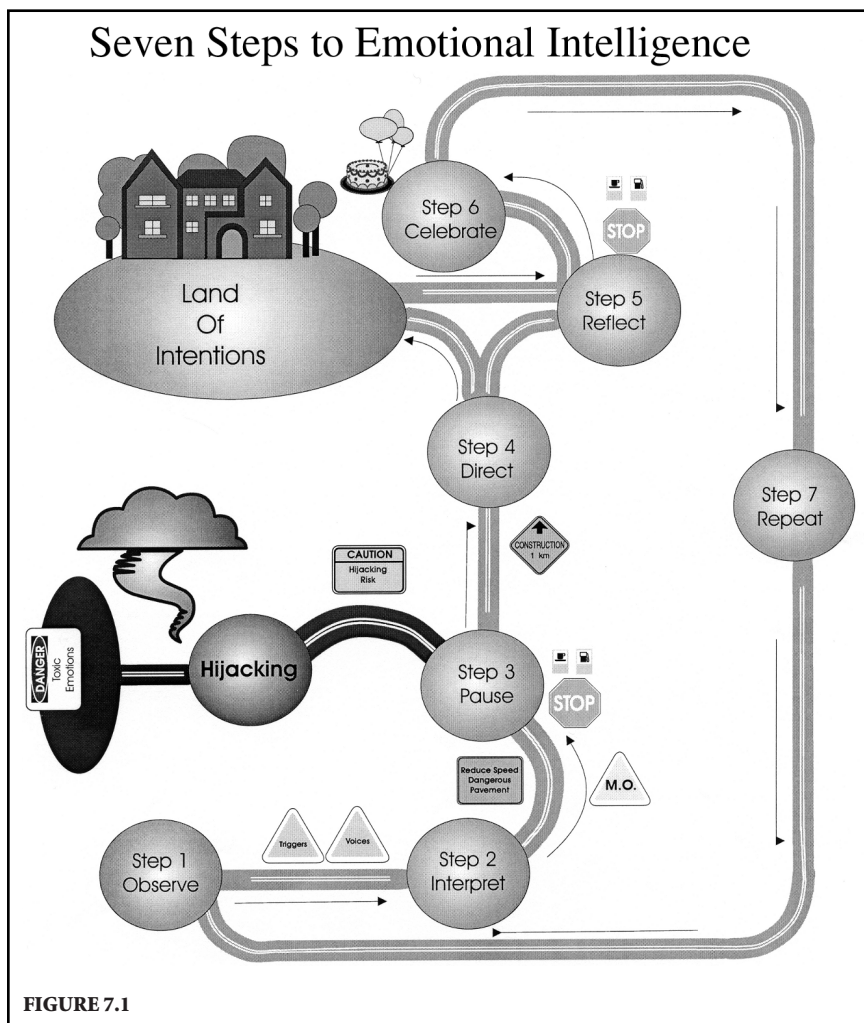 Seven Steps to Emotional Intelligence
Step 6
Celebrate
STOP
Step 5
Reflect
Land
Of
Intentions
Step 4
Direct
Step 7
Repeat
CONSTRUCTION
1 km
CAUTION
Hijacking
Risk
DANGER
Toxic
Emotions
Hijacking
Step 3
Pause
STOP
Reduce Speed
Dangerous
Pavement
M.O.
Triggers
Voices
Step 1
Observe
Step 2
Interpret
FIGURE 7.1